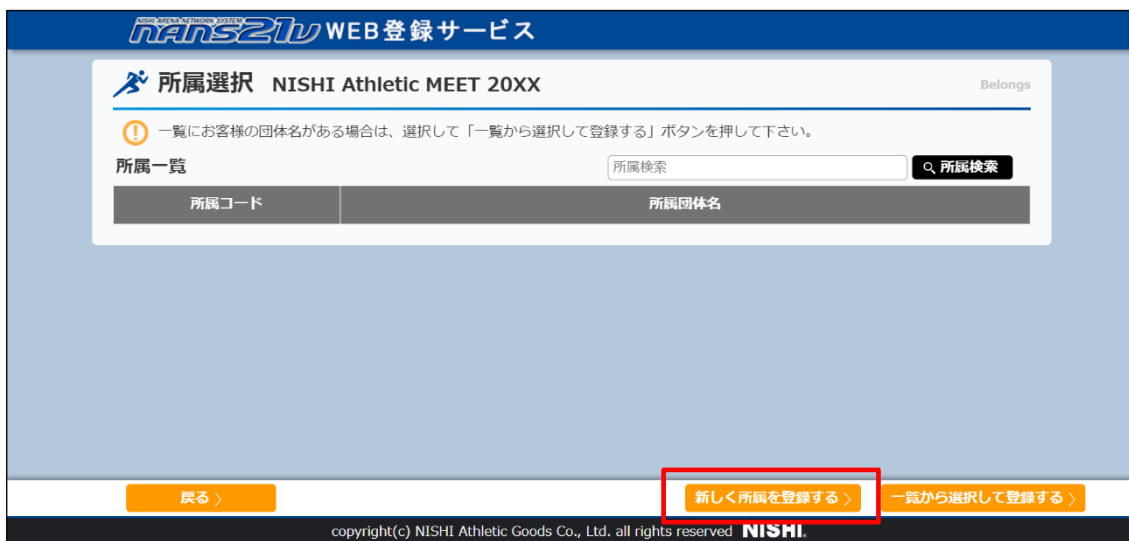 NISHI ARENA NETWORK SYSTEM
nans21V WEB登録サービス
所属選択 NISHI Athletic MEET 20XX
Belongs
一覧にお客様の団体名がある場合は、選択して「一覧から選択して登録する」ボタンを押して下さい。
所属一覧 所属検索 所属検索
所属コード 所属団体名
戻る 〉 新しく所属を登録する 〉 一覧から選択して登録する 〉
copyright(c) NISHI Athletic Goods Co., Ltd. all rights reserved NISHI.